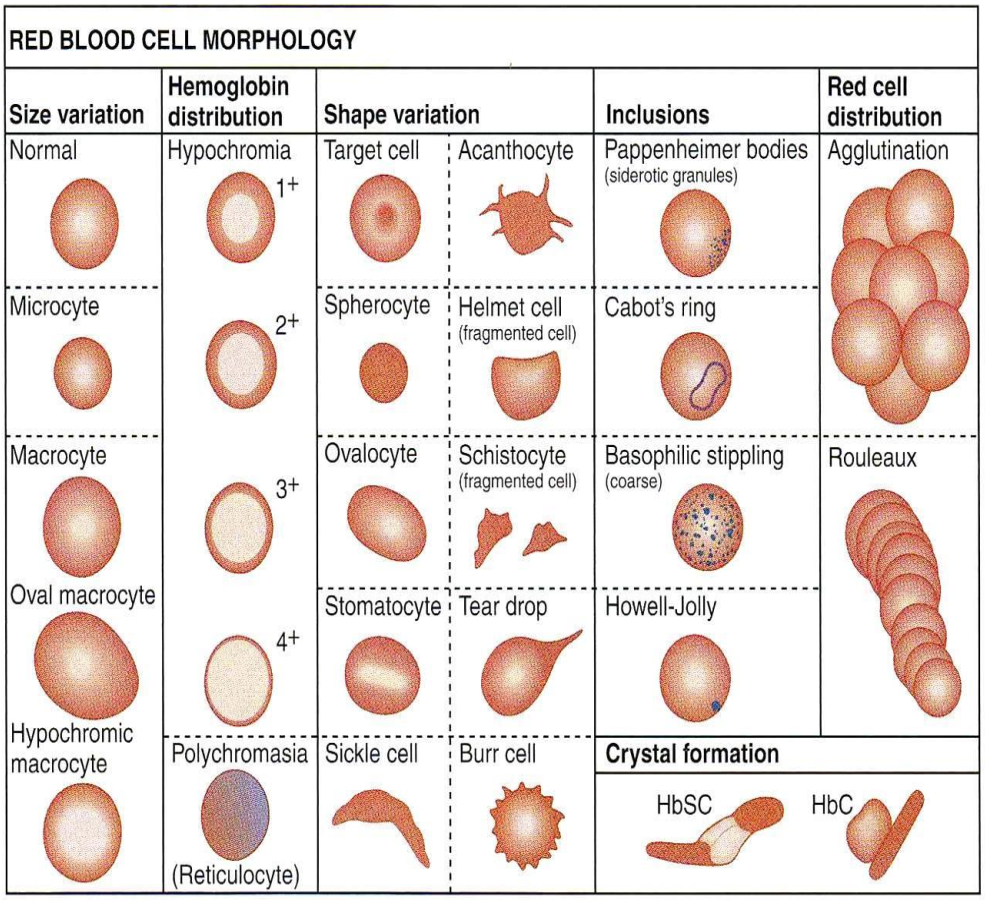 RED BLOOD CELL MORPHOLOGY
Size variation
Hemoglobin
distribution
Shape variation
Inclusions
Red cell
distribution
Normal
Microcyte
Macrocyte
Oval macrocyte
Hypochromic
macrocyte
Hypochromia
1+
2+
3+
4+
Polychromasia
(Reticulocyte)
Target cell
Spherocyte
Ovalocyte
Stomatocyte
Sickle cell
Acanthocyte
Helmet cell
(fragmented cell)
Schistocyte
(fragmented cell)
Tear drop
Burr cell
Pappenheimer bodies
(siderotic granules)
Cabot's ring
Basophilic stippling
(coarse)
Howell-Jolly
Agglutination
Rouleaux
Crystal formation
HbSC
HbC